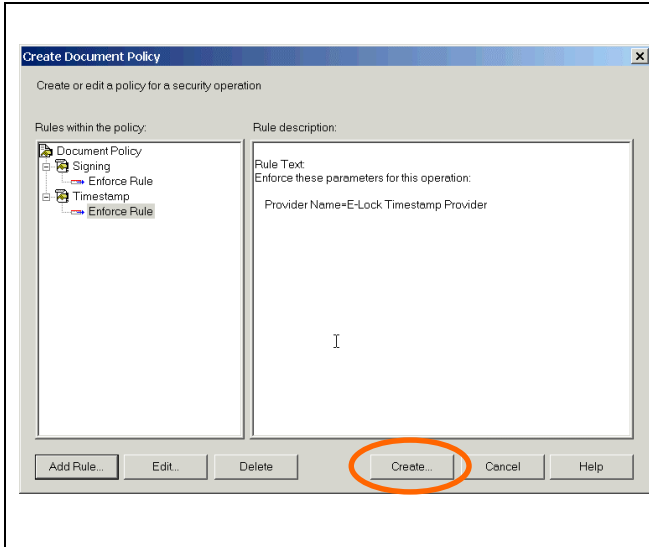 Create Document Policy
Create or edit a policy for a security operation
Rules within the policy:
Rule description:
Document Policy
Signing
Enforce Rule
Timestamp
Enforce Rule
Rule Text:
Enforce these parameters for this operation:
Provider Name=E-Lock Timestamp Provider
Add Rule... Edit... Delete Create... Cancel Help